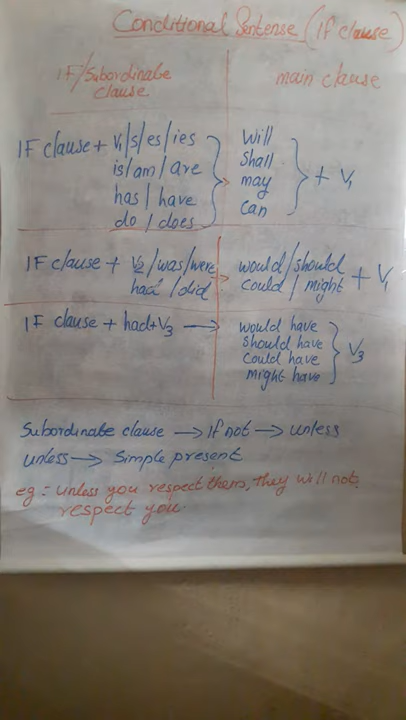 Conditional Sentense (If clause)
IF/Subordinabe clause
main clause
IF clause + V1/s/es/ies
is/am/are
has/have
do/does
will
shall
may
can
+ V1
IF clause + V2/was/were
had/did
would/should
could/might
+ V1
IF clause + had+V3 →
would have
should have
could have
might have
V3
Subordinabe clause → If not → unless
unless → Simple present
eg = unless you respect them, they will not
respect you